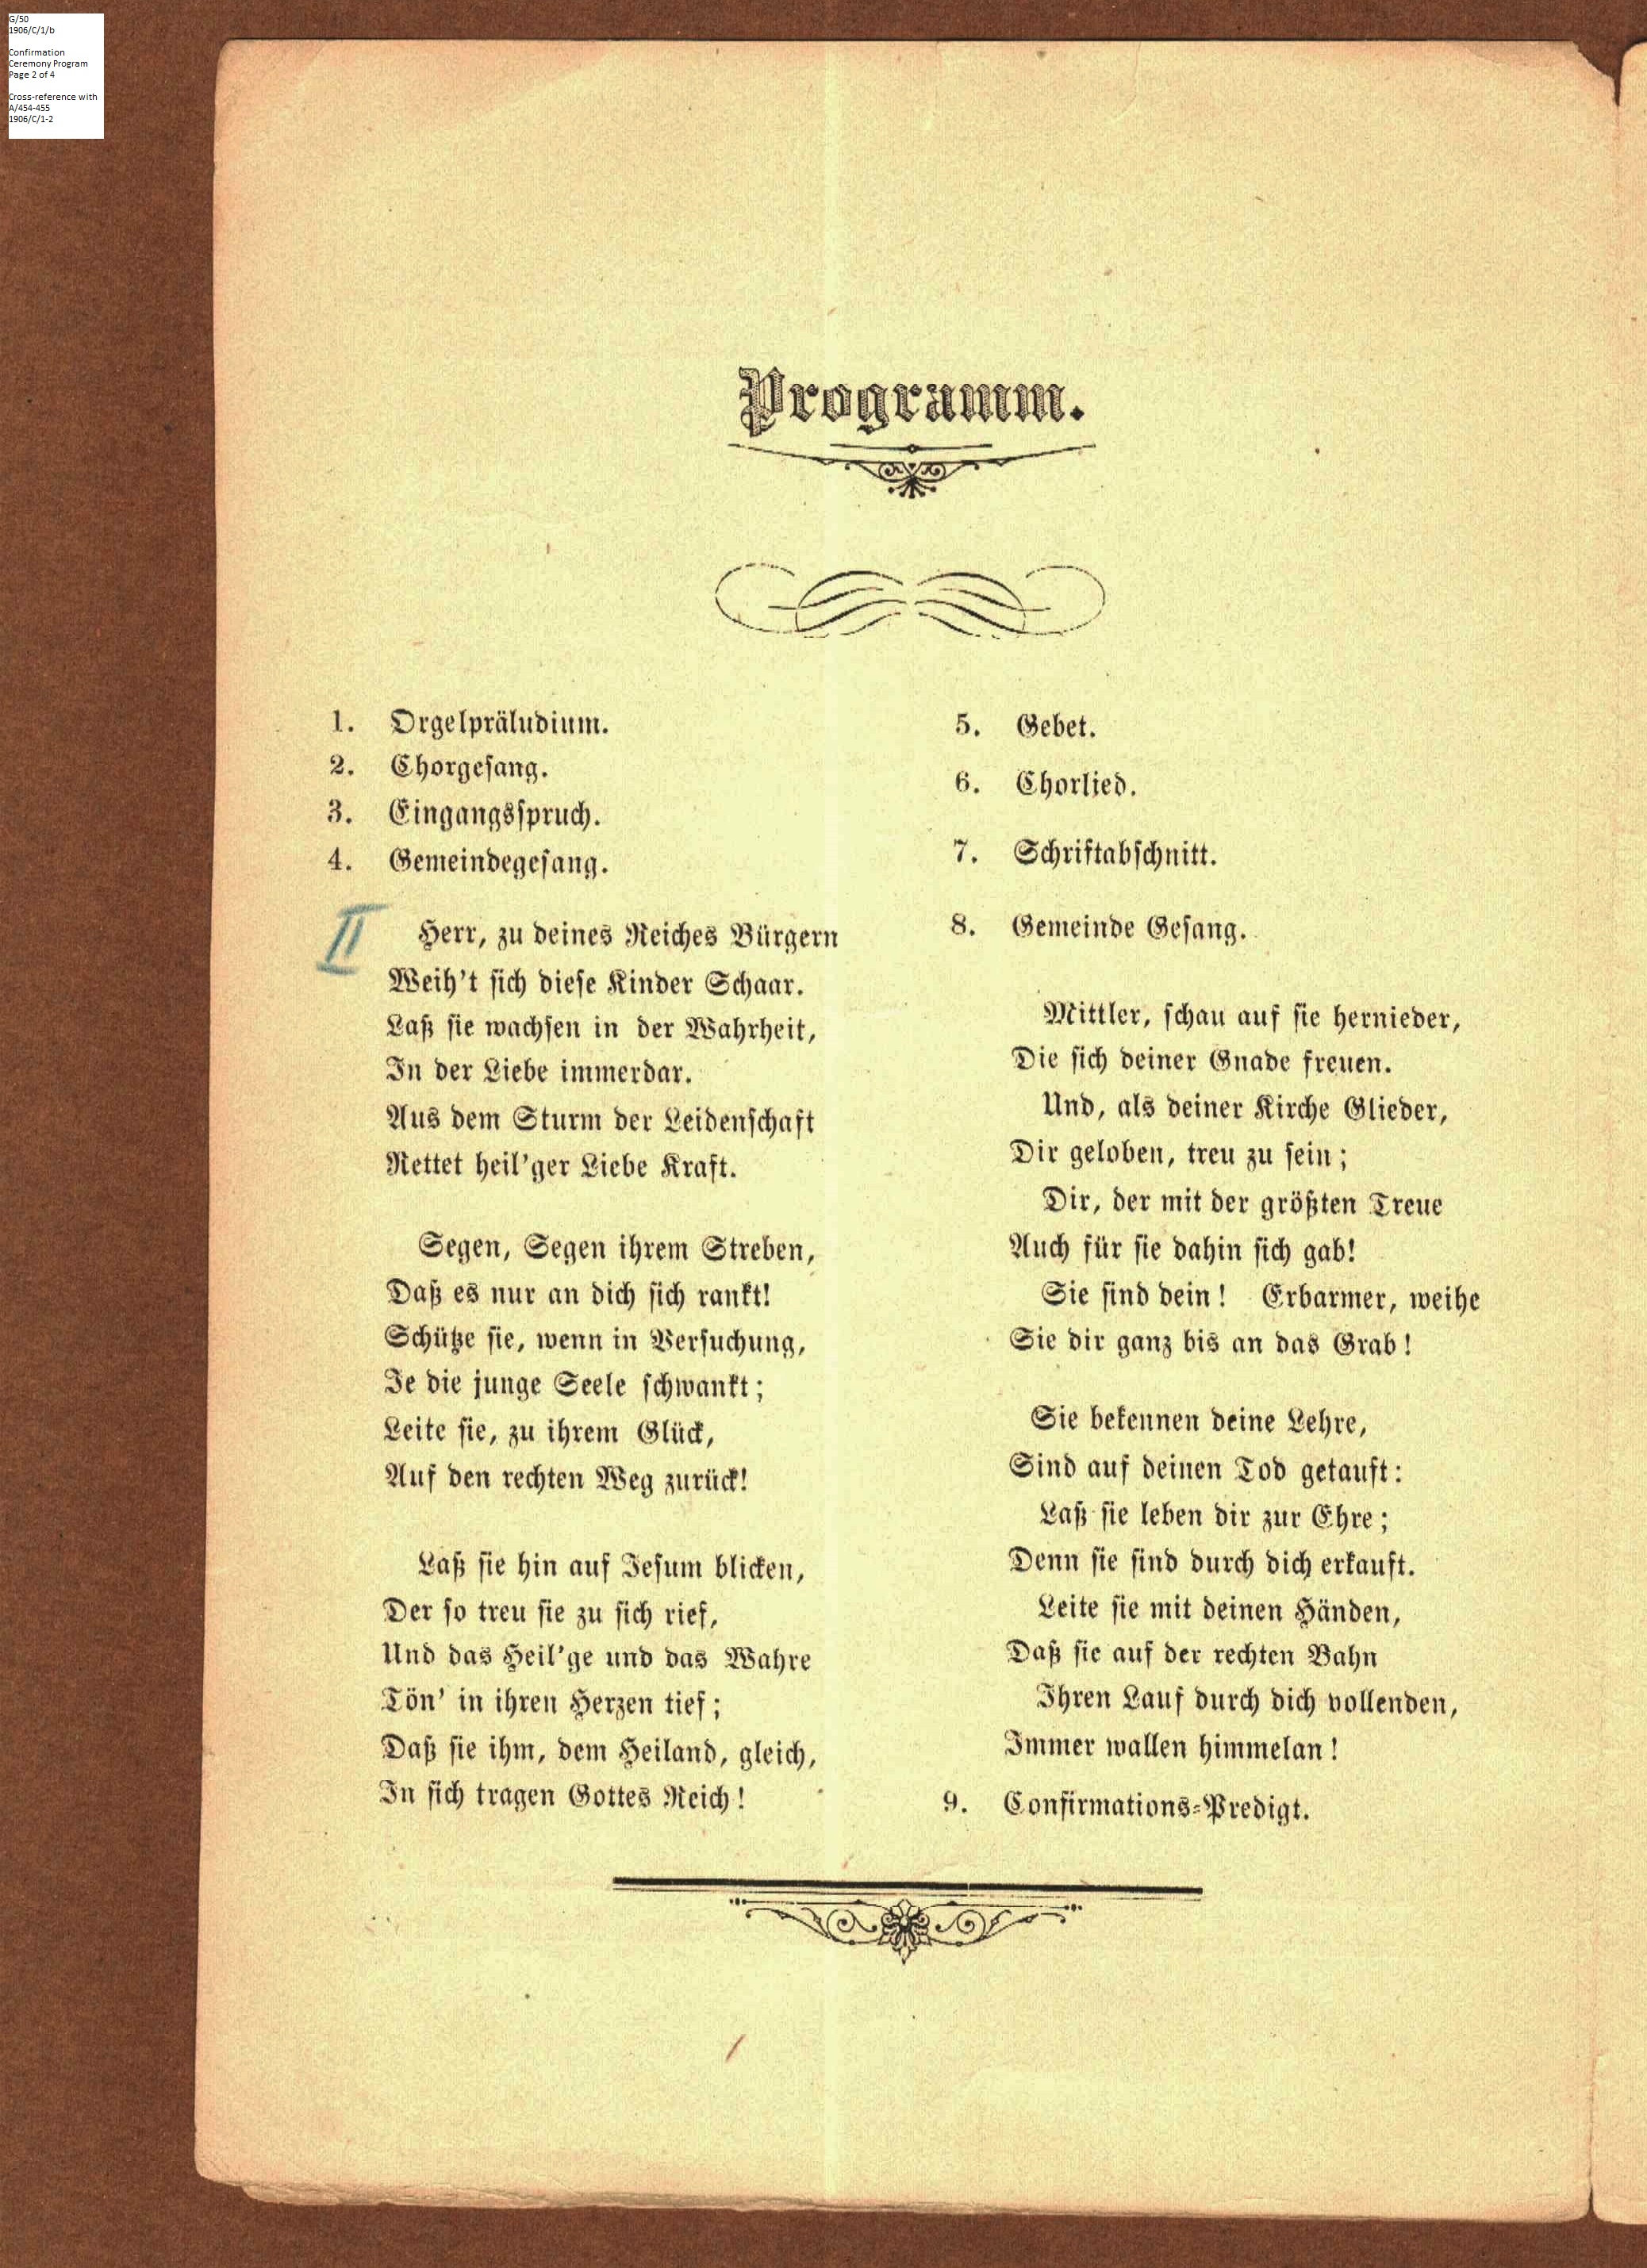 G/50
1906/C/1/b
Confirmation
Ceremony Program
Page 2 of 4
Cross-reference with
A/454-455
1906/C/1-2
Programm.
1. Orgelpräludium.
2. Chorgesang.
3. Eingangsspruch.
4. Gemeindegesang.
II
Herr, zu deines Reiches Bürgern
Weih't sich diese Kinder Schaar.
Laß sie wachsen in der Wahrheit,
In der Liebe immerdar.
Aus dem Sturm der Leidenschaft
Rettet heil'ger Liebe Kraft.
Segen, Segen ihrem Streben,
Daß es nur an dich sich rankt!
Schütze sie, wenn in Versuchung,
Je die junge Seele schwankt;
Leite sie, zu ihrem Glück,
Auf den rechten Weg zurück!
Laß sie hin auf Jesum blicken,
Der so treu sie zu sich rief,
Und das Heil'ge und das Wahre
Tön' in ihren Herzen tief;
Daß sie ihm, dem Heiland, gleich,
In sich tragen Gottes Reich!
5. Gebet.
6. Chorlied.
7. Schriftabschnitt.
8. Gemeinde Gesang.
Mittler, schau auf sie hernieder,
Die sich deiner Gnade freuen.
Und, als deiner Kirche Glieder,
Dir geloben, treu zu sein;
Dir, der mit der größten Treue
Auch für sie dahin sich gab!
Sie sind dein! Erbarmer, weihe
Sie dir ganz bis an das Grab!
Sie bekennen deine Lehre,
Sind auf deinen Tod getauft:
Laß sie leben dir zur Ehre;
Denn sie sind durch dich erkauft.
Leite sie mit deinen Händen,
Daß sie auf der rechten Bahn
Ihren Lauf durch dich vollenden,
Immer wallen himmelan!
9. Confirmations-Predigt.